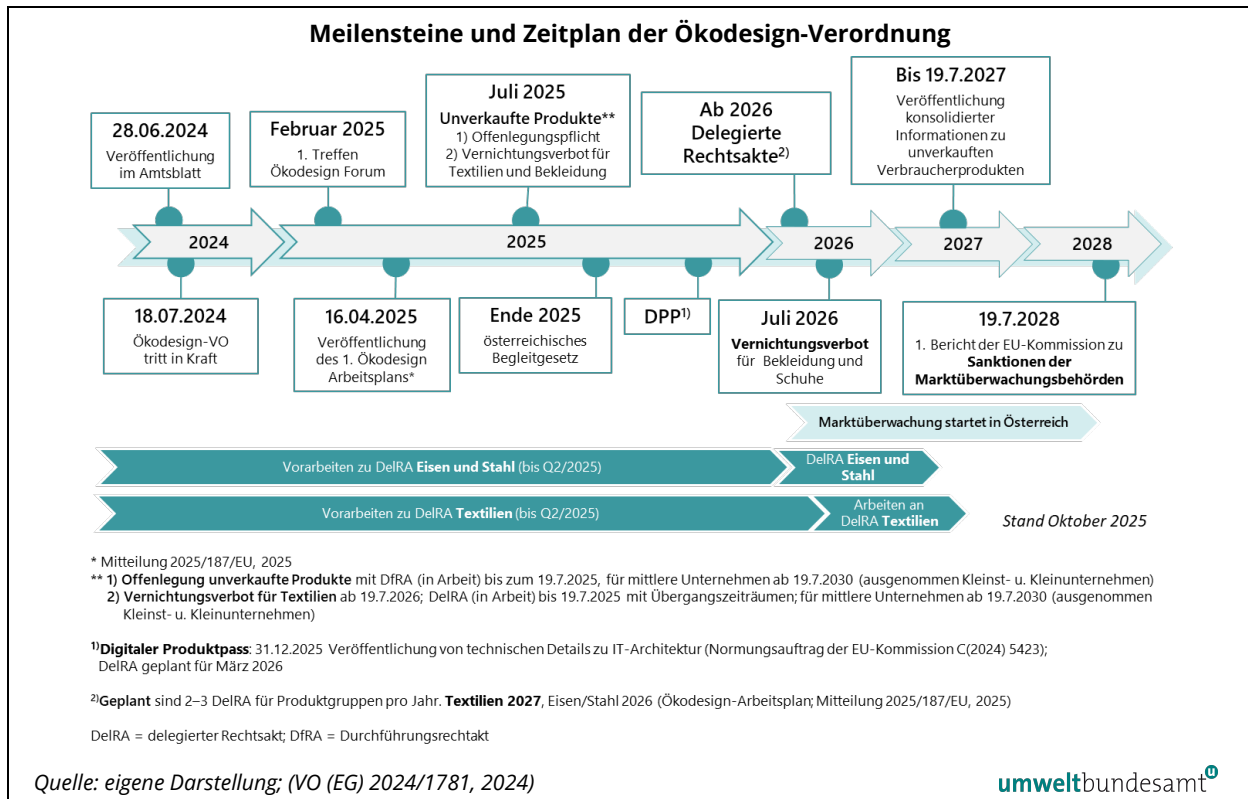 Meilensteine und Zeitplan der Ökodesign-Verordnung
28.06.2024
Veröffentlichung
im Amtsblatt
Februar 2025
1. Treffen
Ökodesign Forum
Juli 2025
Unverkaufte Produkte**
1) Offenlegungspflicht
2) Vernichtungsverbot für
Textilien und Bekleidung
Ab 2026
Delegierte
Rechtsakte2)
Bis 19.7.2027
Veröffentlichung
konsolidierter
Informationen zu
unverkauften
Verbraucherprodukten
2024
2025
2026
2027
2028
18.07.2024
Ökodesign-VO
tritt in Kraft
16.04.2025
Veröffentlichung
des 1. Ökodesign
Arbeitsplans*
Ende 2025
österreichisches
Begleitgesetz
DPP1)
Juli 2026
Vernichtungsverbot
für Bekleidung und
Schuhe
19.7.2028
1. Bericht der EU-Kommission zu
Sanktionen der
Marktüberwachungsbehörden
Marktüberwachung startet in Österreich
Vorarbeiten zu DelRA Eisen und Stahl (bis Q2/2025)
DelRA Eisen und
Stahl
Vorarbeiten zu DelRA Textilien (bis Q2/2025)
Arbeiten an
DelRA Textilien
Stand Oktober 2025
* Mitteilung 2025/187/EU, 2025
** 1) Offenlegung unverkaufte Produkte mit DfRA (in Arbeit) bis zum 19.7.2025, für mittlere Unternehmen ab 19.7.2030 (ausgenommen Kleinst- u. Kleinunternehmen)
2) Vernichtungsverbot für Textilien ab 19.7.2026; DelRA (in Arbeit) bis 19.7.2025 mit Übergangszeiträumen; für mittlere Unternehmen ab 19.7.2030 (ausgenommen
Kleinst- u. Kleinunternehmen)
1)Digitaler Produktpass: 31.12.2025 Veröffentlichung von technischen Details zu IT-Architektur (Normungsauftrag der EU-Kommission C(2024) 5423);
DelRA geplant für März 2026
2)Geplant sind 2–3 DelRA für Produktgruppen pro Jahr. Textilien 2027, Eisen/Stahl 2026 (Ökodesign-Arbeitsplan; Mitteilung 2025/187/EU, 2025)
DelRA = delegierter Rechtsakt; DfRA = Durchführungsrechtakt
Quelle: eigene Darstellung; (VO (EG) 2024/1781, 2024)
umweltbundesamt u